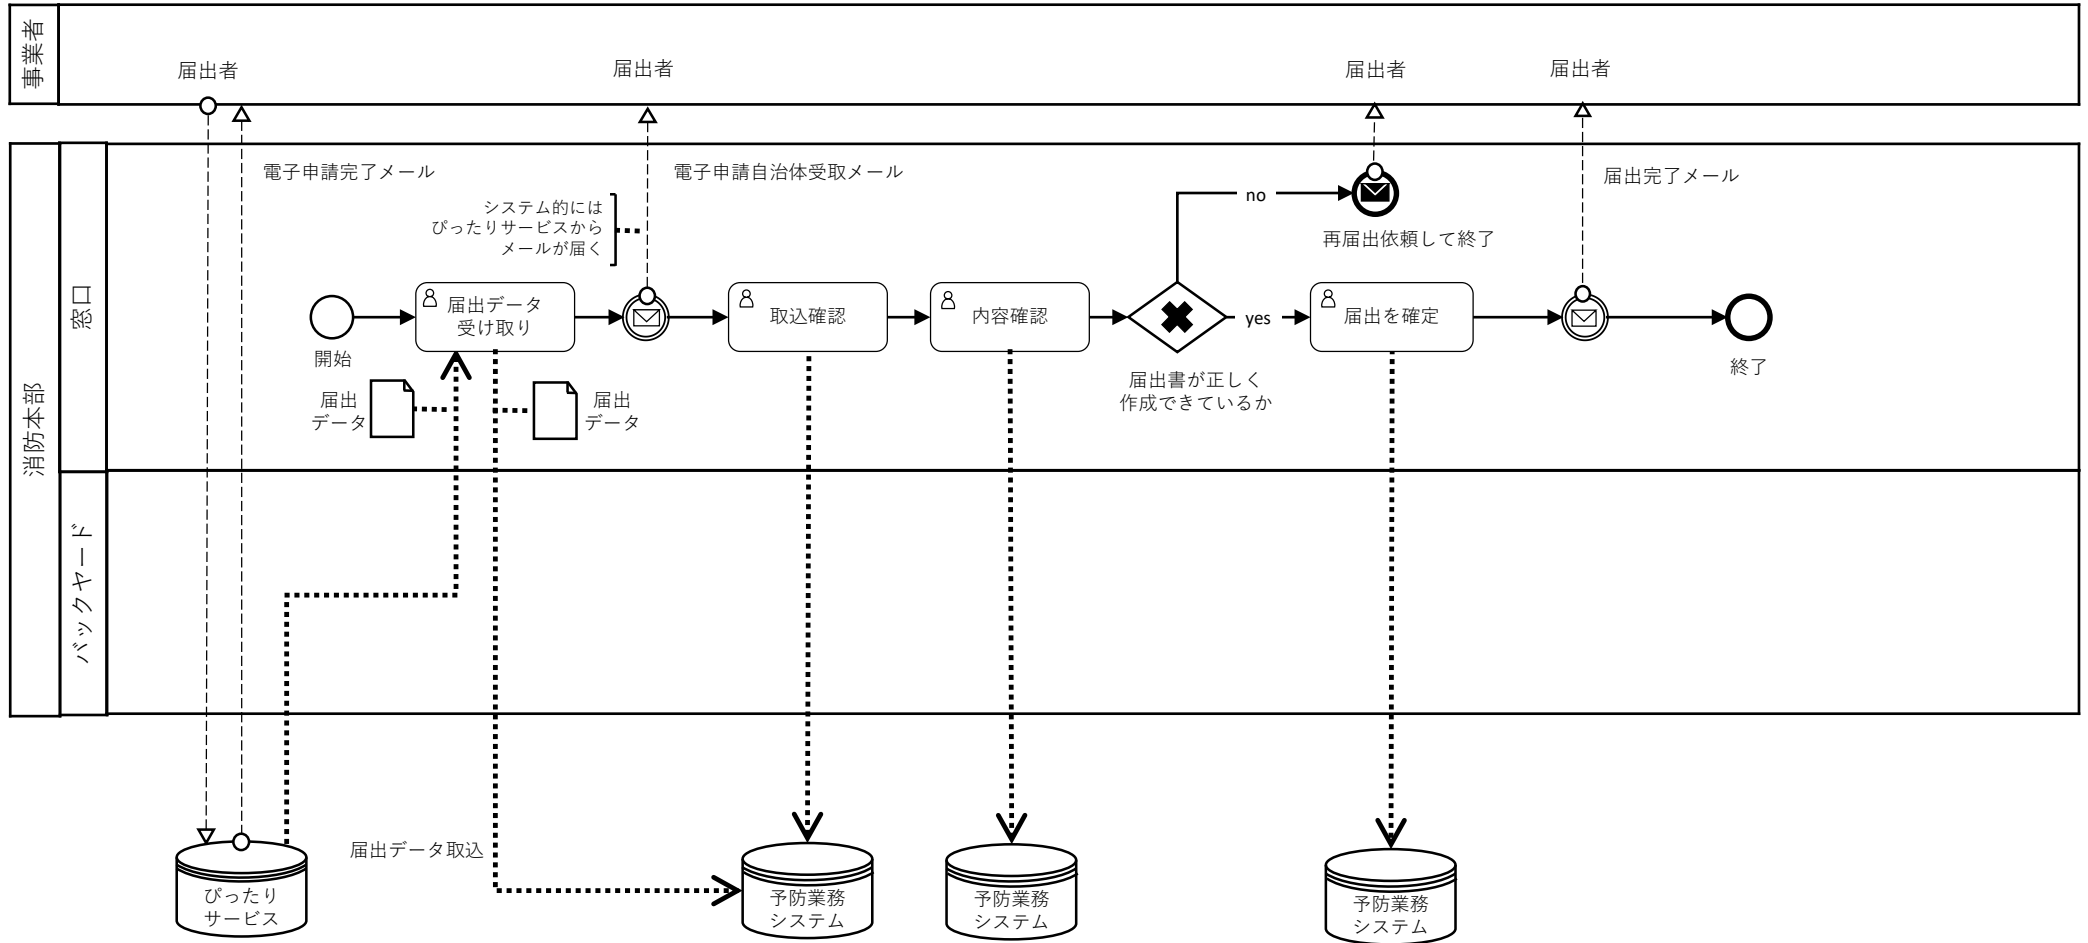 事業者
届出者
届出者
届出者
届出者
消防本部
窓口
バックヤード
電子申請完了メール
電子申請自治体受取メール
届出完了メール
システム的には
ぴったりサービスから
メールが届く
no
再届出依頼して終了
開始
届出データ
受け取り
取込確認
内容確認
yes
届出を確定
終了
届出書が正しく
作成できているか
届出
データ
届出
データ
届出データ取込
ぴったり
サービス
予防業務
システム
予防業務
システム
予防業務
システム